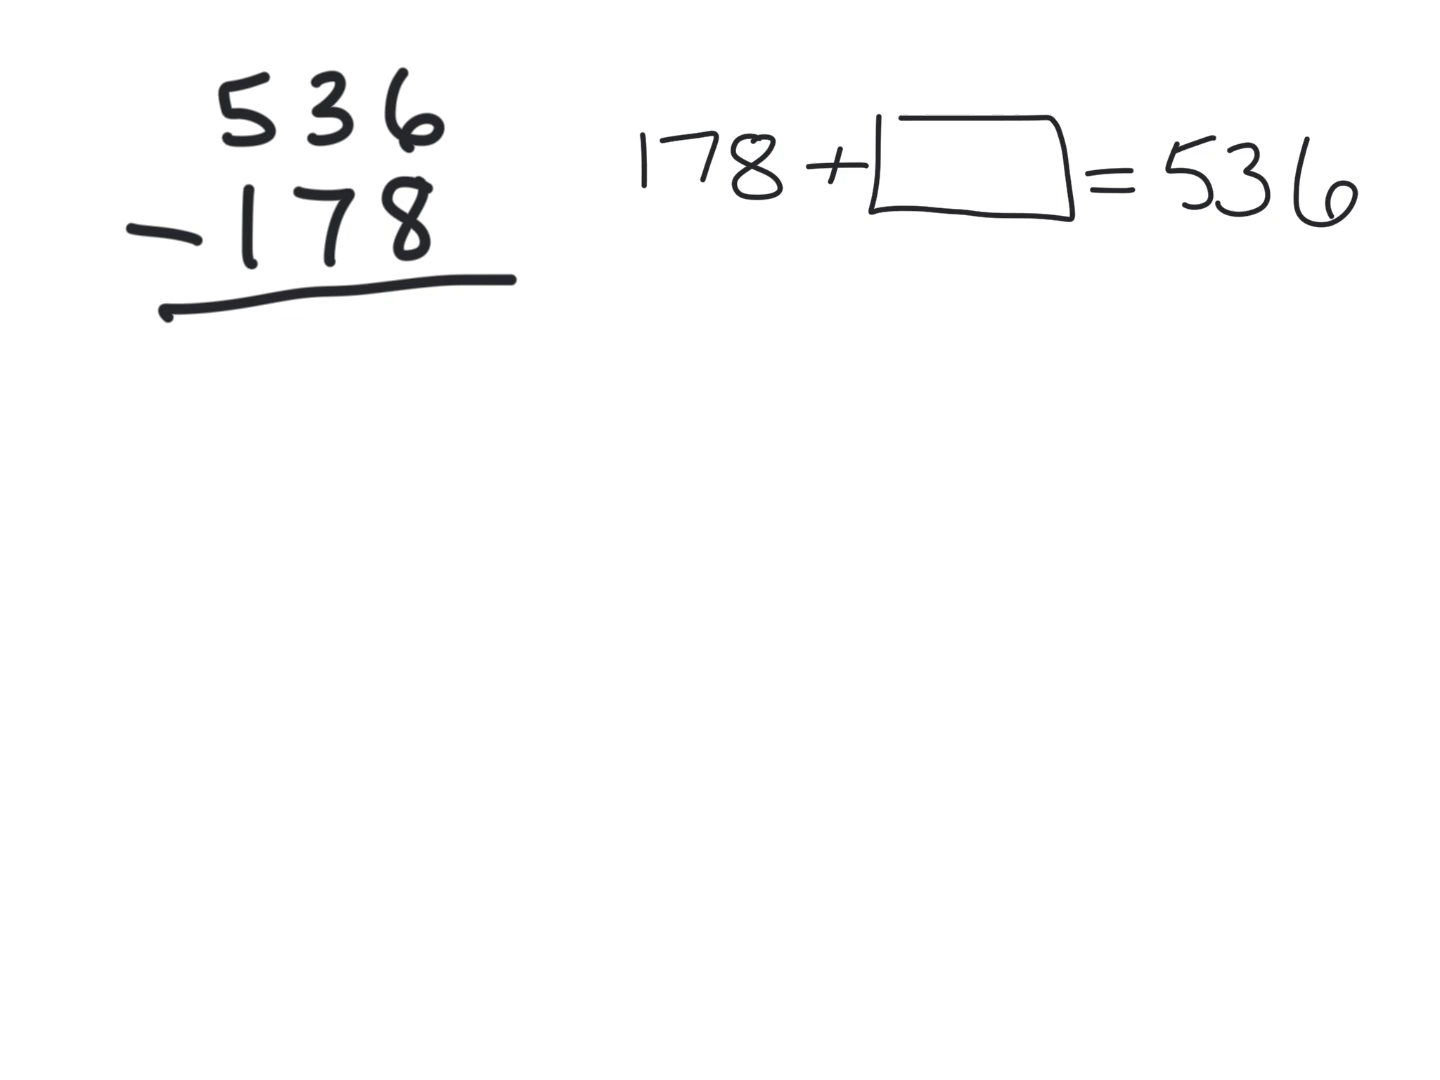 536
- 178
178 + □ = 536